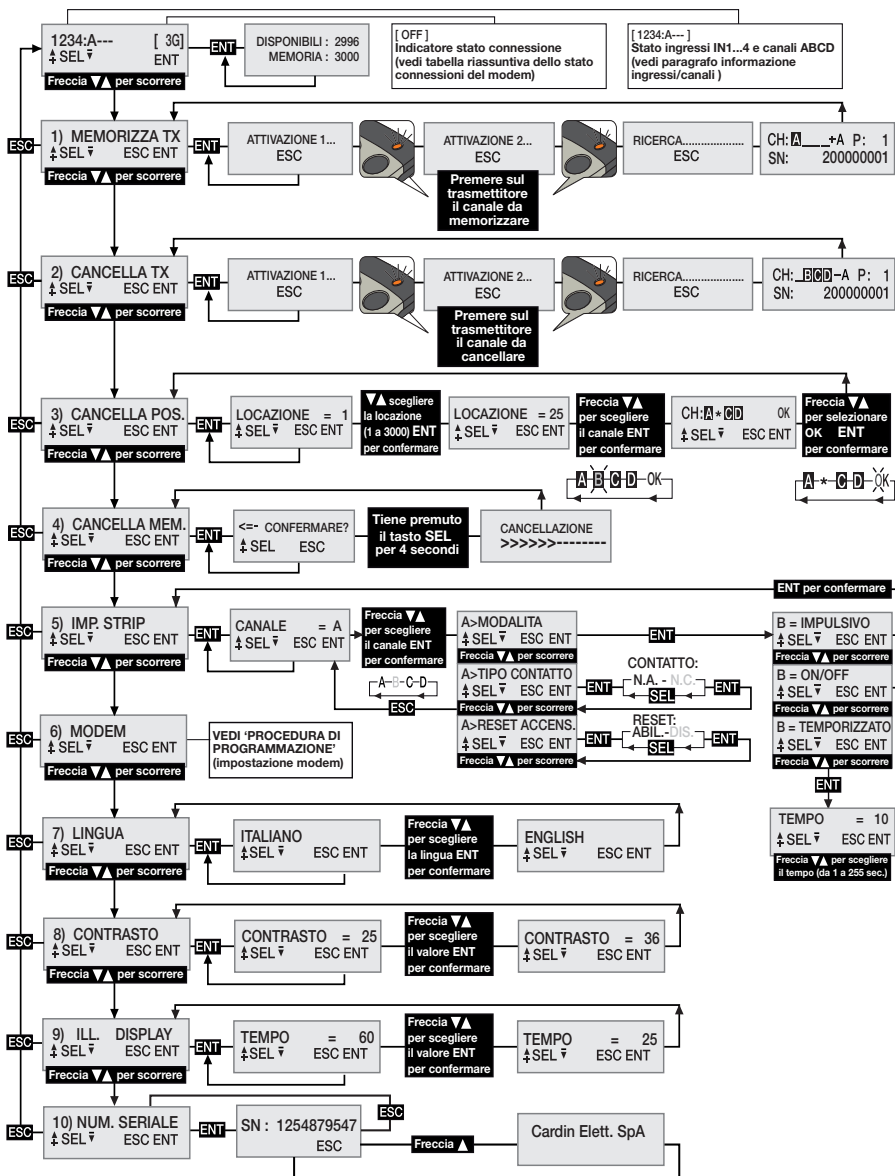 1234:A--- [ 3G]
SEL ENT
Freccia ▼▲ per scorrere
ENT
DISPONIBILI : 2996
MEMORIA : 3000
[ OFF ]
Indicatore stato connessione
(vedi tabella riassuntiva dello stato
connessioni del modem)
[ 1234:A--- ]
Stato ingressi IN1...4 e canali ABCD
(vedi paragrafo informazione
ingressi/canali )
ESC
1) MEMORIZZA TX
SEL ESC ENT
Freccia ▼▲ per scorrere
ENT
ATTIVAZIONE 1...
ESC
ATTIVAZIONE 2...
ESC
Premere sul
trasmettitore
il canale da
memorizzare
RICERCA.....................
ESC
CH:A___+A P: 1
SN: 200000001
ESC
2) CANCELLA TX
SEL ESC ENT
Freccia ▼▲ per scorrere
ENT
ATTIVAZIONE 1...
ESC
ATTIVAZIONE 2...
ESC
Premere sul
trasmettitore
il canale da
cancellare
RICERCA.....................
ESC
CH:_BCD-A P: 1
SN: 200000001
ESC
3) CANCELLA POS.
SEL ESC ENT
Freccia ▼▲ per scorrere
ENT
LOCAZIONE = 1
SEL ESC ENT
▼▲ scegliere
la locazione
(1 a 3000) ENT
per confermare
LOCAZIONE = 25
SEL ESC ENT
Freccia ▼▲
per scegliere
il canale ENT
per confermare
CH:A*CD OK
SEL ESC ENT
Freccia ▼▲
per selezionare
OK ENT
per confermare
A-B-C-D-OK
A-*-C-D-OK
ESC
4) CANCELLA MEM.
SEL ESC ENT
Freccia ▼▲ per scorrere
ENT
<=- CONFERMARE?
SEL ESC
Tiene premuto
il tasto SEL
per 4 secondi
CANCELLAZIONE
>>>>>>--------
ENT per confermare
ESC
5) IMP. STRIP
SEL ESC ENT
Freccia ▼▲ per scorrere
ENT
CANALE = A
SEL ESC ENT
Freccia ▼▲
per scegliere
il canale ENT
per confermare
A-B-C-D
ESC
A>MODALITA
SEL ESC ENT
Freccia ▼▲ per scorrere
ENT
A>TIPO CONTATTO
SEL ESC ENT
Freccia ▼▲ per scorrere
ENT
CONTATTO:
N.A. - N.C.
SEL
ENT
A>RESET ACCENS.
SEL ESC ENT
Freccia ▼▲ per scorrere
ENT
RESET:
ABIL.-DIS.
SEL
ENT
B = IMPULSIVO
SEL ESC ENT
Freccia ▼▲ per scorrere
B = ON/OFF
SEL ESC ENT
Freccia ▼▲ per scorrere
B = TEMPORIZZATO
SEL ESC ENT
Freccia ▼▲ per scorrere
ENT
TEMPO = 10
SEL ESC ENT
Freccia ▼▲ per scegliere
il tempo (da 1 a 255 sec.)
ESC
6) MODEM
SEL ESC ENT
Freccia ▼▲ per scorrere
VEDI ‘PROCEDURA DI
PROGRAMMAZIONE’
(impostazione modem)
ESC
7) LINGUA
SEL ESC ENT
Freccia ▼▲ per scorrere
ENT
ITALIANO
SEL ESC ENT
Freccia ▼▲
per scegliere
la lingua ENT
per confermare
ENGLISH
SEL ESC ENT
ESC
8) CONTRASTO
SEL ESC ENT
Freccia ▼▲ per scorrere
ENT
CONTRASTO = 25
SEL ESC ENT
Freccia ▼▲
per scegliere
il valore ENT
per confermare
CONTRASTO = 36
SEL ESC ENT
ESC
9) ILL. DISPLAY
SEL ESC ENT
Freccia ▼▲ per scorrere
ENT
TEMPO = 60
SEL ESC ENT
Freccia ▼▲
per scegliere
il valore ENT
per confermare
TEMPO = 25
SEL ESC ENT
ESC
10) NUM. SERIALE
SEL ESC ENT
ENT
ESC
SN : 1254879547
ESC
Freccia ▲
Cardin Elett. SpA